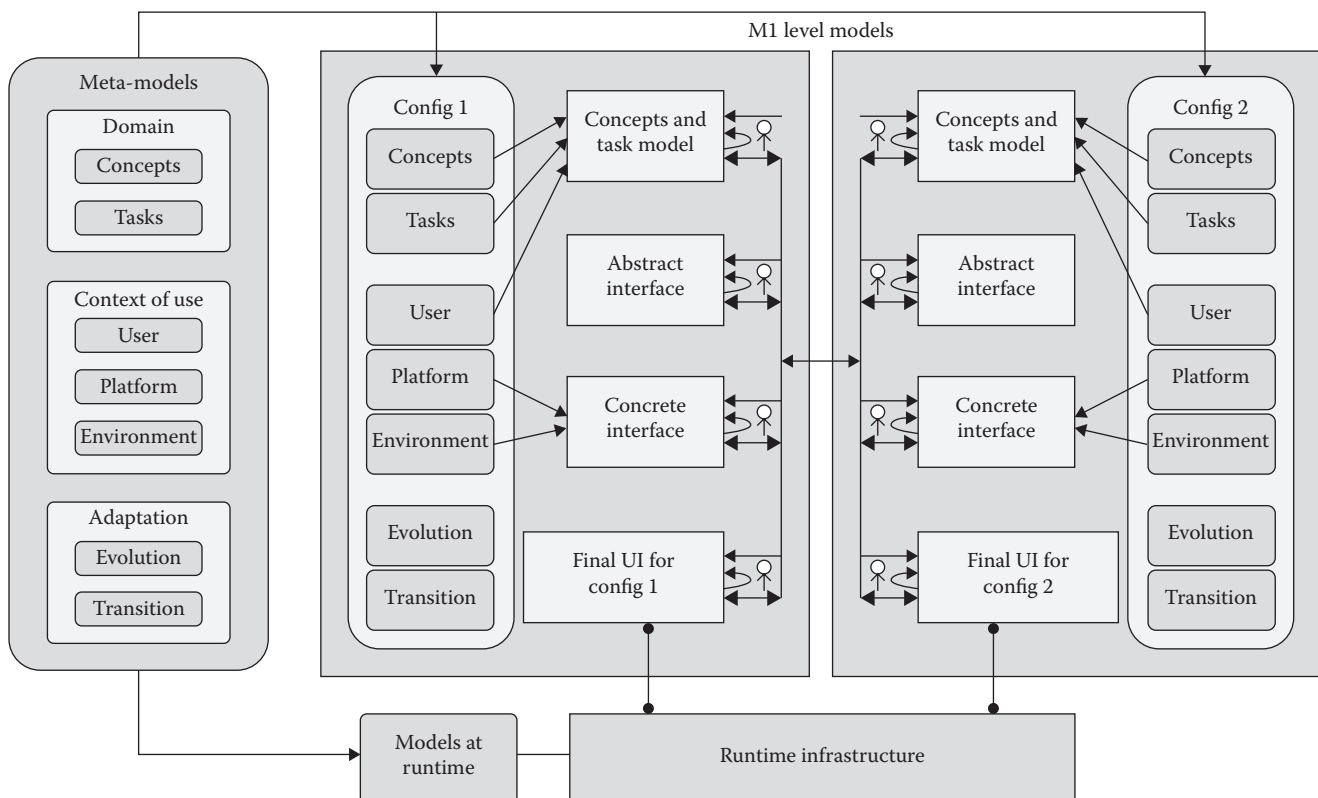 M1 level models
Meta-models
Domain
Concepts
Tasks
Context of use
User
Platform
Environment
Adaptation
Evolution
Transition
Config 1
Concepts
Tasks
User
Platform
Environment
Evolution
Transition
Concepts and
task model
Abstract
interface
Concrete
interface
Final UI for
config 1
Concepts and
task model
Abstract
interface
Concrete
interface
Final UI for
config 2
Config 2
Concepts
Tasks
User
Platform
Environment
Evolution
Transition
Models at
runtime
Runtime infrastructure